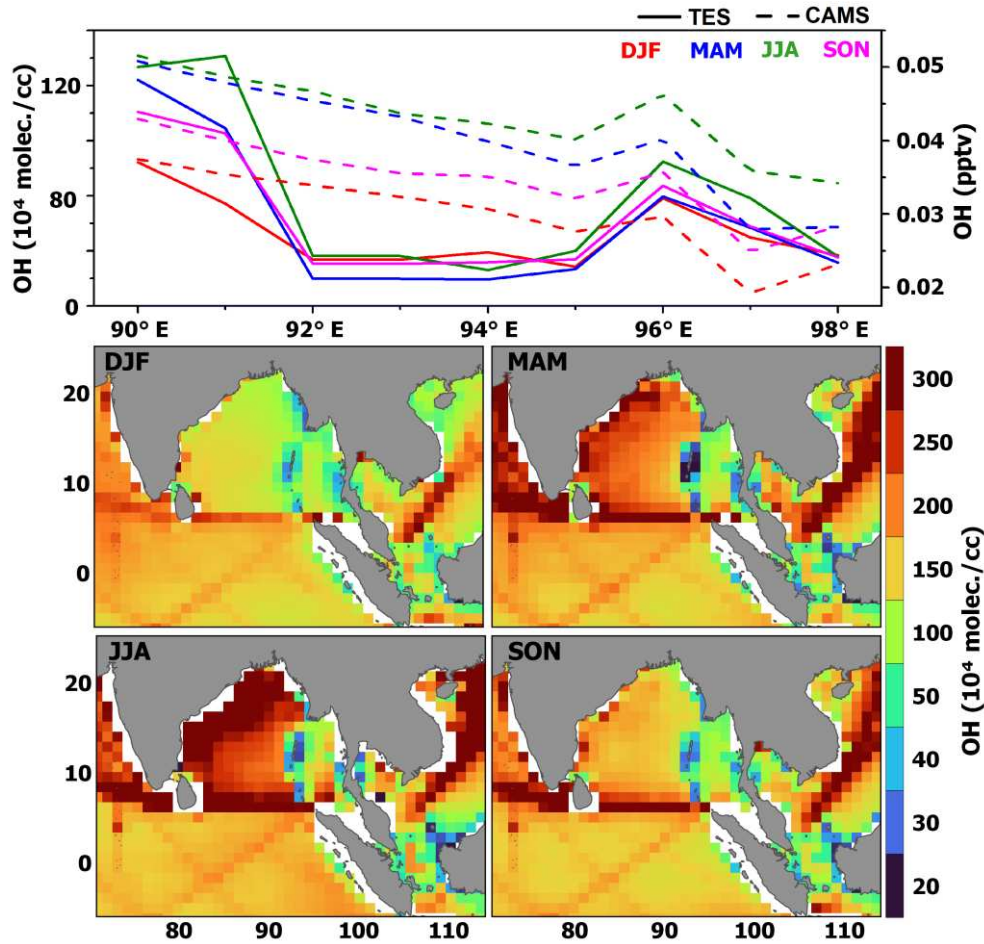 TES CAMS
DJF MAM JJA SON
OH (10⁴ molec./cc)
120
80
40
0
0.05
0.04
0.03
0.02
OH (pptv)
90° E 92° E 94° E 96° E 98° E
DJF
MAM
20
10
0
JJA
SON
20
10
0
80 90 100 110
80 90 100 110
300
250
200
150
100
50
40
30
20
OH (10⁴ molec./cc)